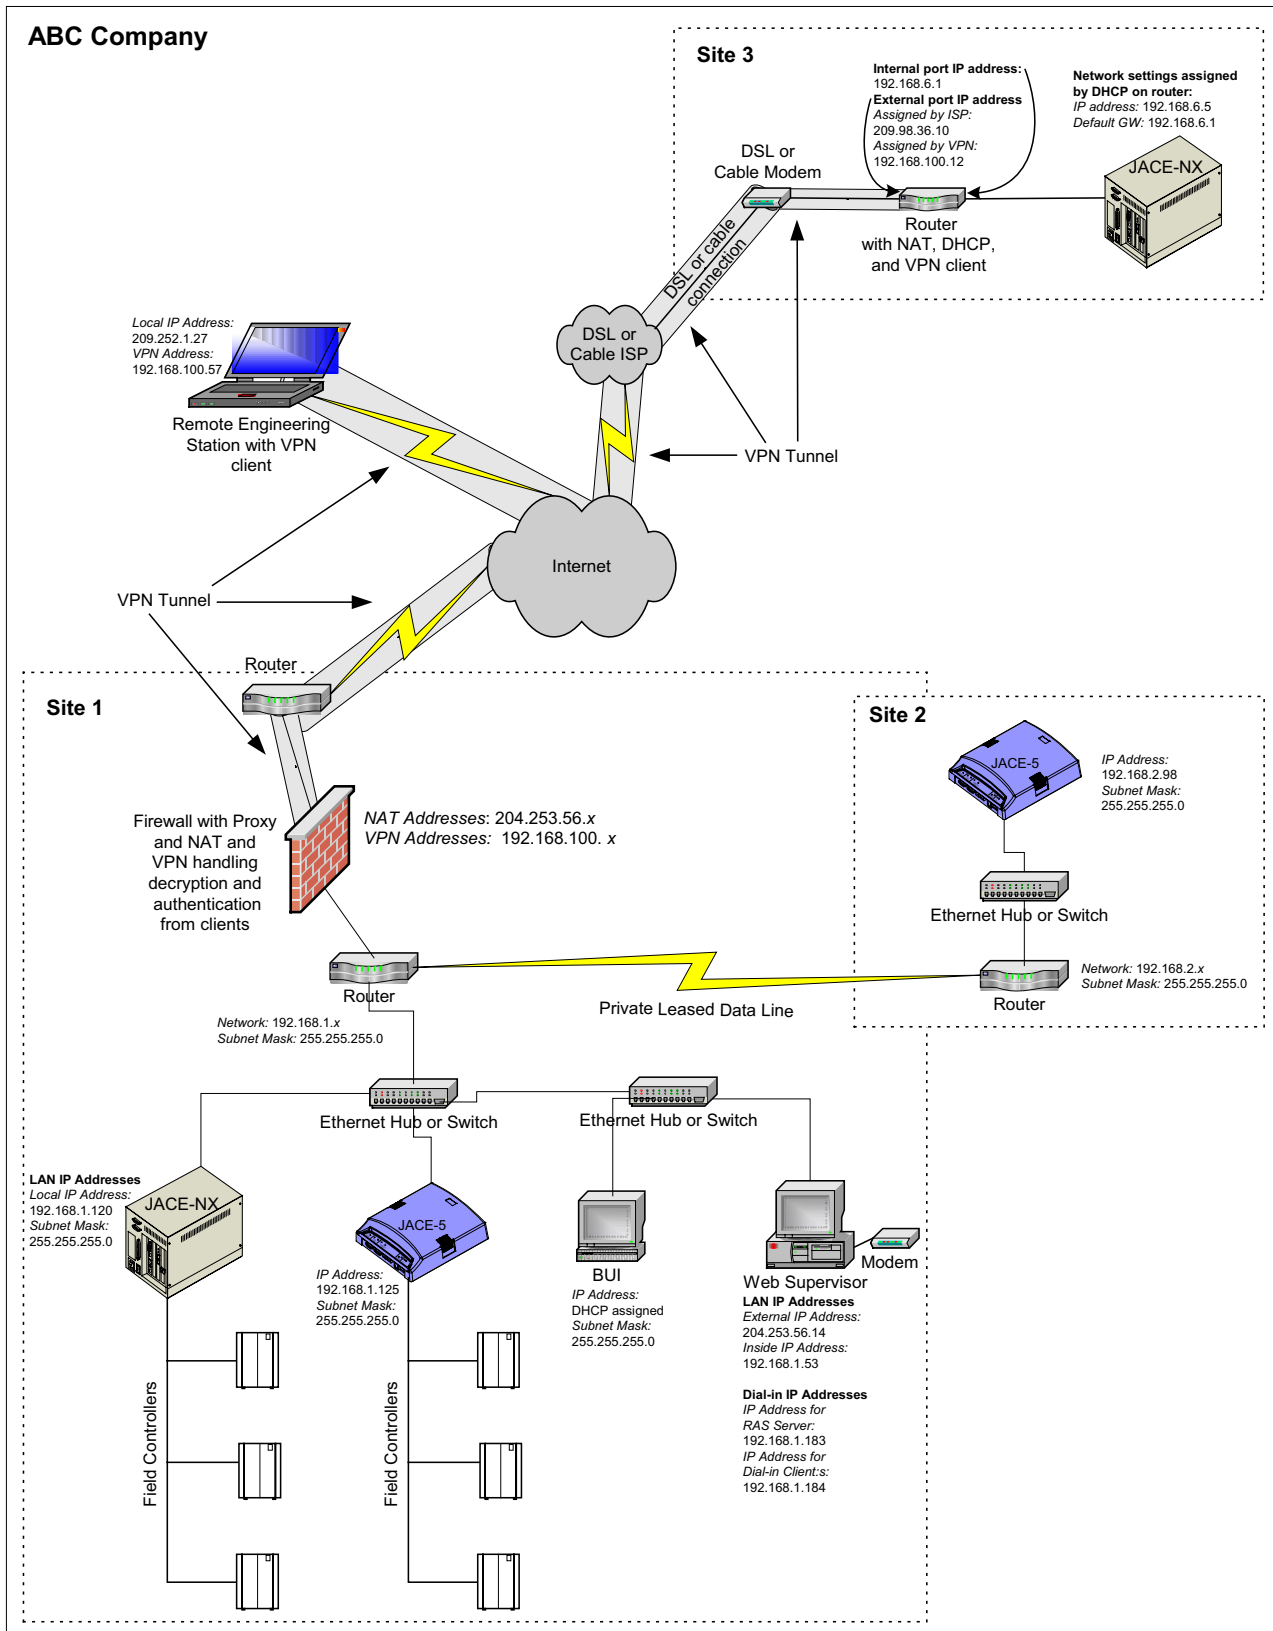 ABC Company
Site 3
Internal port IP address:
192.168.6.1
External port IP address
Assigned by ISP:
209.98.36.10
Assigned by VPN:
192.168.100.12
Network settings assigned
by DHCP on router:
IP address: 192.168.6.5
Default GW: 192.168.6.1
DSL or
Cable Modem
JACE-NX
Router
with NAT, DHCP,
and VPN client
DSL or cable
connection
Local IP Address:
209.252.1.27
VPN Address:
192.168.100.57
DSL or
Cable ISP
Remote Engineering
Station with VPN
client
VPN Tunnel
Internet
VPN Tunnel
Router
Site 1
Site 2
JACE-5
IP Address:
192.168.2.98
Subnet Mask:
255.255.255.0
Firewall with Proxy
and NAT and
VPN handling
decryption and
authentication
from clients
NAT Addresses: 204.253.56.x
VPN Addresses: 192.168.100. x
Ethernet Hub or Switch
Router
Private Leased Data Line
Router
Network: 192.168.2.x
Subnet Mask: 255.255.255.0
Network: 192.168.1.x
Subnet Mask: 255.255.255.0
Ethernet Hub or Switch
Ethernet Hub or Switch
LAN IP Addresses
Local IP Address:
192.168.1.120
Subnet Mask:
255.255.255.0
JACE-NX
JACE-5
IP Address:
192.168.1.125
Subnet Mask:
255.255.255.0
BUI
IP Address:
DHCP assigned
Subnet Mask:
255.255.255.0
Modem
Web Supervisor
LAN IP Addresses
External IP Address:
204.253.56.14
Inside IP Address:
192.168.1.53
Dial-in IP Addresses
IP Address for
RAS Server:
192.168.1.183
IP Address for
Dial-in Client:s:
192.168.1.184
Field Controllers
Field Controllers